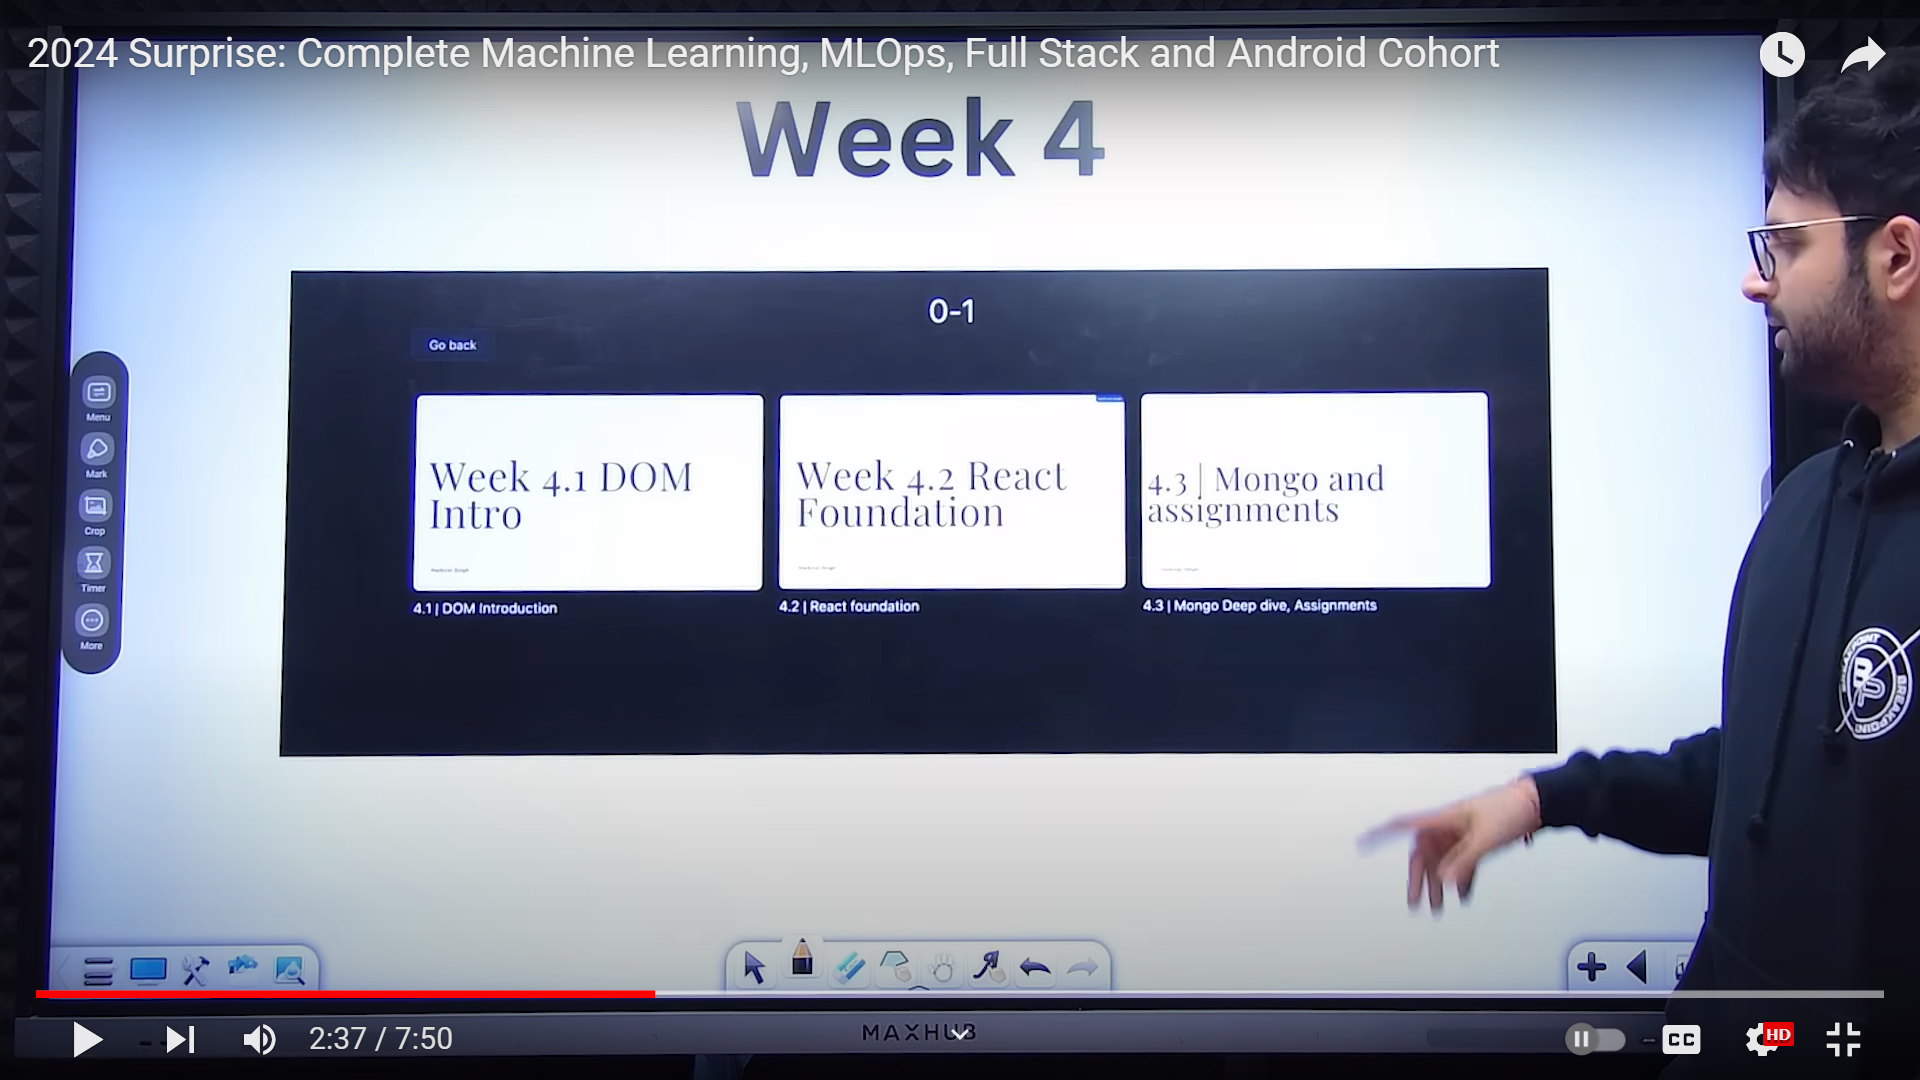 2024 Surprise: Complete Machine Learning, MLOps, Full Stack and Android Cohort
Week 4
0-1
Go back
Week 4.1 DOM
Intro
Week 4.2 React
Foundation
4.3 | Mongo and
assignments
4.1 | DOM Introduction
4.2 | React foundation
4.3 | Mongo Deep dive, Assignments
Menu
Mark
Crop
Timer
More
BREAKPOINT
MAXHUB
2:37 / 7:50
CC
HD